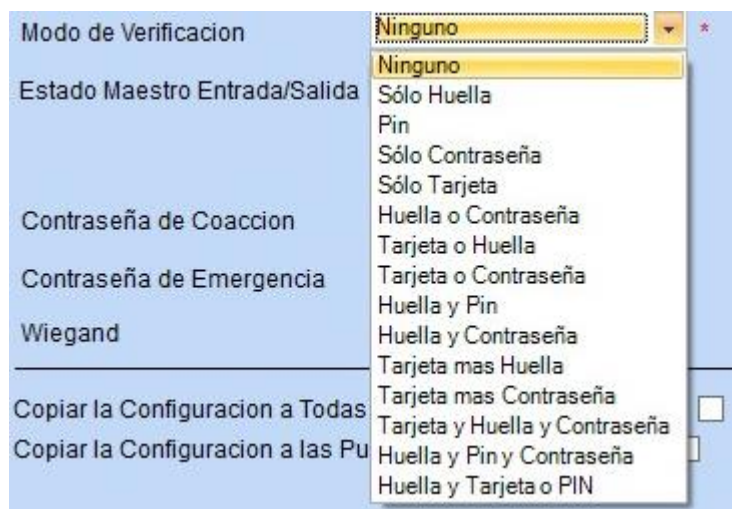 Modo de Verificacion
Ninguno
*
Ninguno
Estado Maestro Entrada/Salida
Sólo Huella
Pin
Sólo Contraseña
Sólo Tarjeta
Contraseña de Coaccion
Huella o Contraseña
Tarjeta o Huella
Contraseña de Emergencia
Tarjeta o Contraseña
Huella y Pin
Wiegand
Huella y Contraseña
Tarjeta mas Huella
Tarjeta mas Contraseña
Copiar la Configuracion a Todas
Tarjeta y Huella y Contraseña
Copiar la Configuracion a las Pu
Huella y Pin y Contraseña
Huella y Tarjeta o PIN